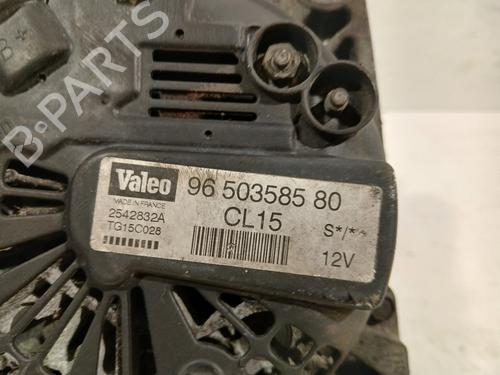 B+
B-PARTS
Valeo 96 503585 80
MADE IN FRANCE
CL15 S*/**
2542832A
TG15C028
12V